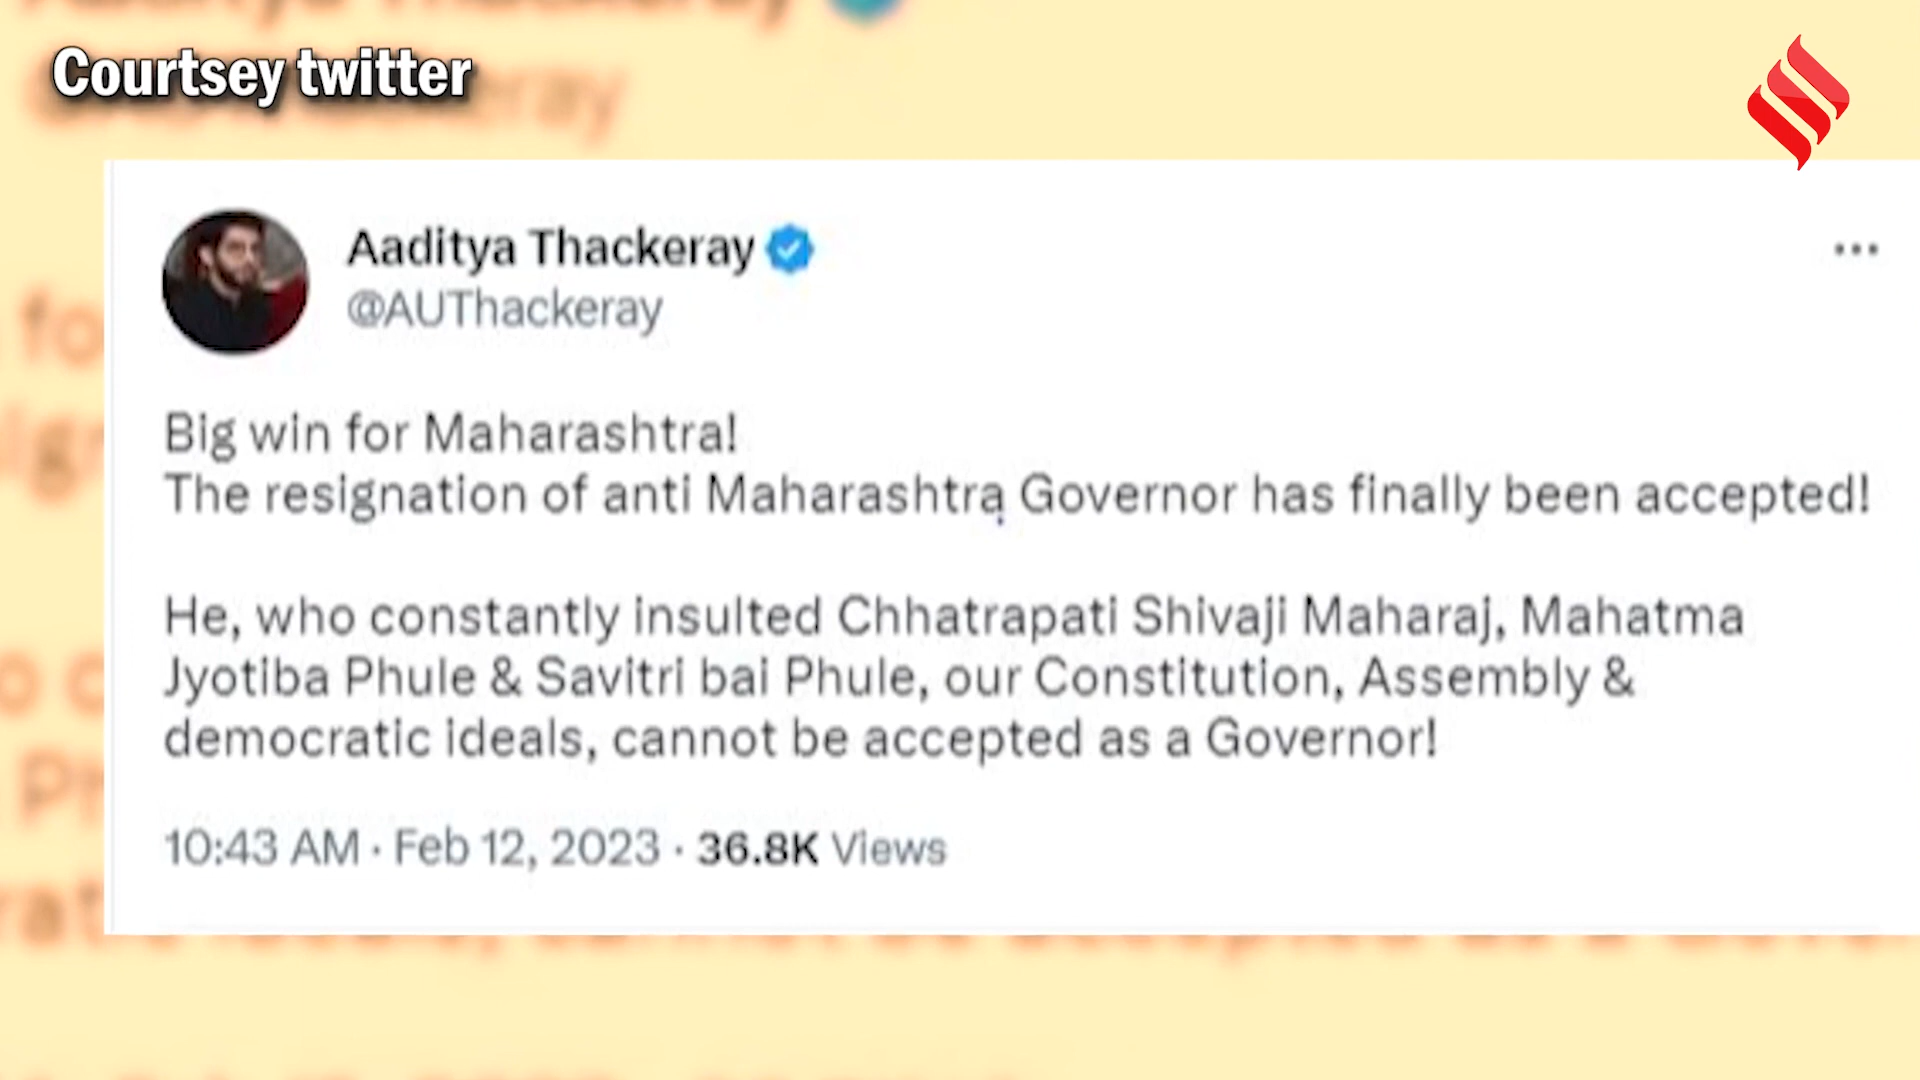 Courtsey twitter
Aaditya Thackeray
@AUThackeray
Big win for Maharashtra!
The resignation of anti Maharashtra Governor has finally been accepted!
He, who constantly insulted Chhatrapati Shivaji Maharaj, Mahatma
Jyotiba Phule & Savitri bai Phule, our Constitution, Assembly &
democratic ideals, cannot be accepted as a Governor!
10:43 AM · Feb 12, 2023 · 36.8K Views